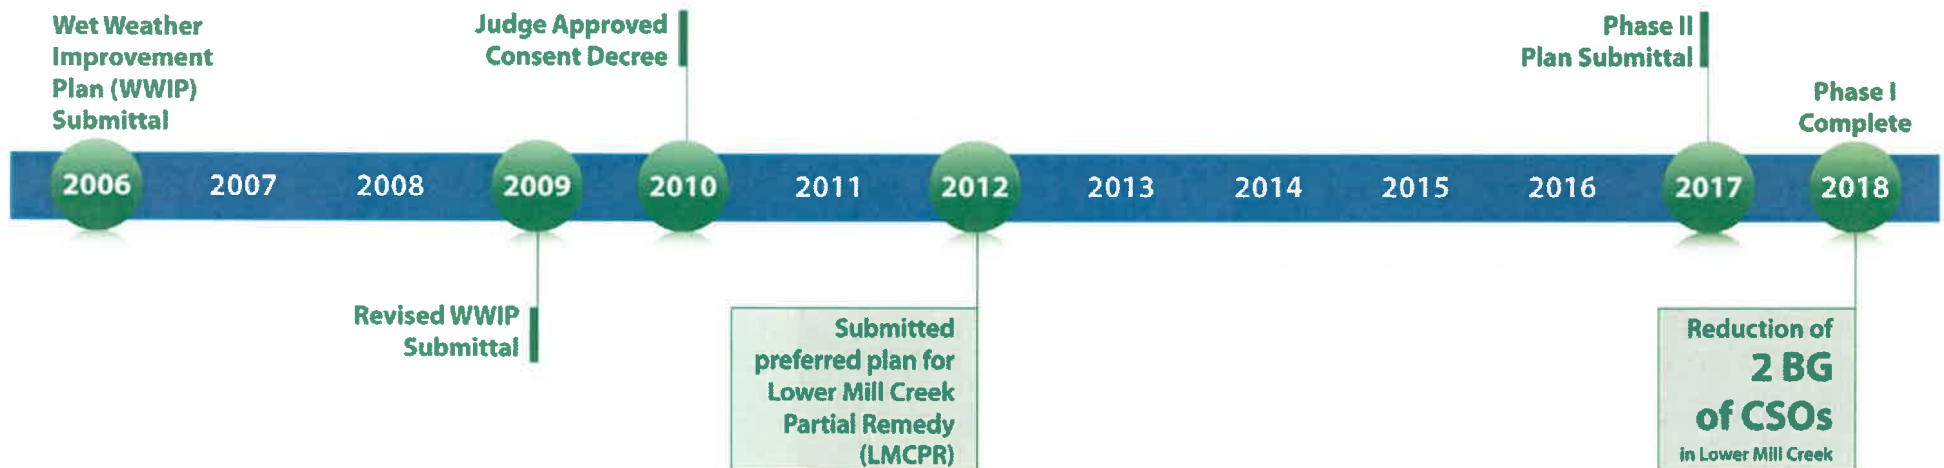 Wet Weather
Improvement
Plan (WWIP)
Submittal
Judge Approved
Consent Decree
Phase II
Plan Submittal
Phase I
Complete
2006 2007 2008 2009 2010 2011 2012 2013 2014 2015 2016 2017 2018
Revised WWIP
Submittal
Submitted
preferred plan for
Lower Mill Creek
Partial Remedy
(LMCPR)
Reduction of
2 BG
of CSOs
in Lower Mill Creek